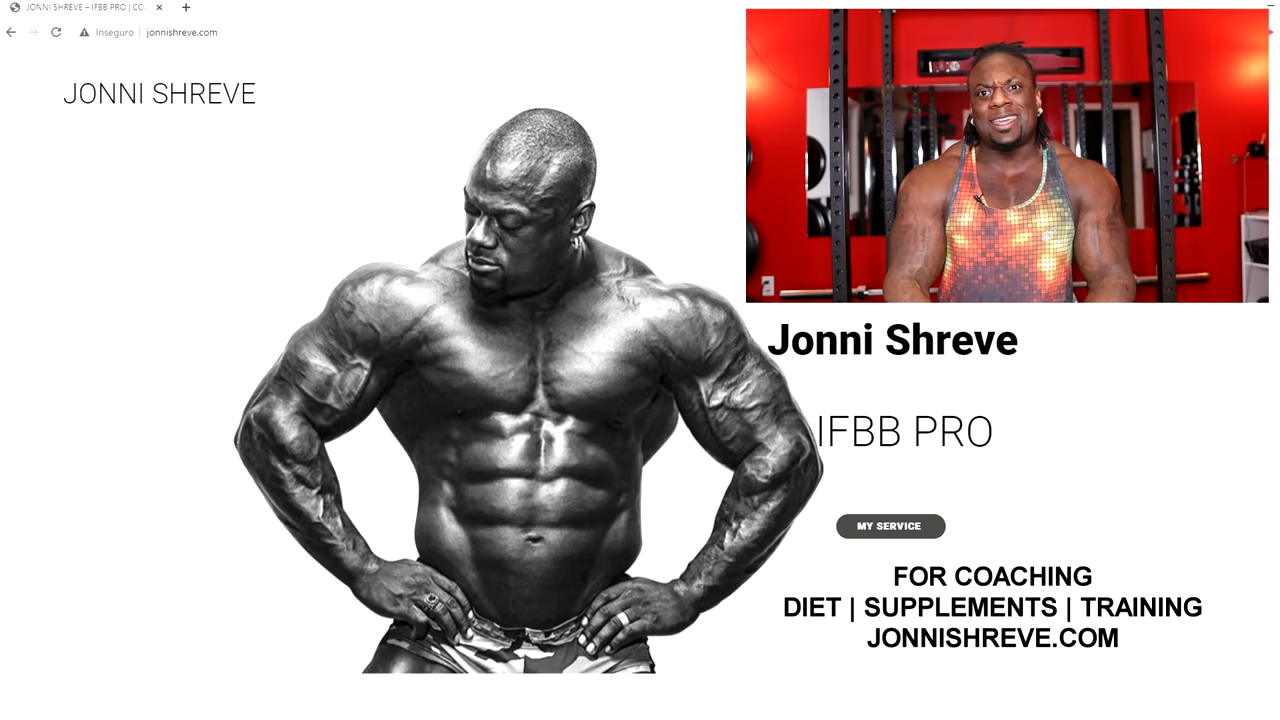 JONNI SHREVE – IFBB PRO | CO
Inseguro
jonnishreve.com
JONNI SHREVE
Jonni Shreve
IFBB PRO
MY SERVICE
FOR COACHING
DIET | SUPPLEMENTS | TRAINING
JONNISHREVE.COM